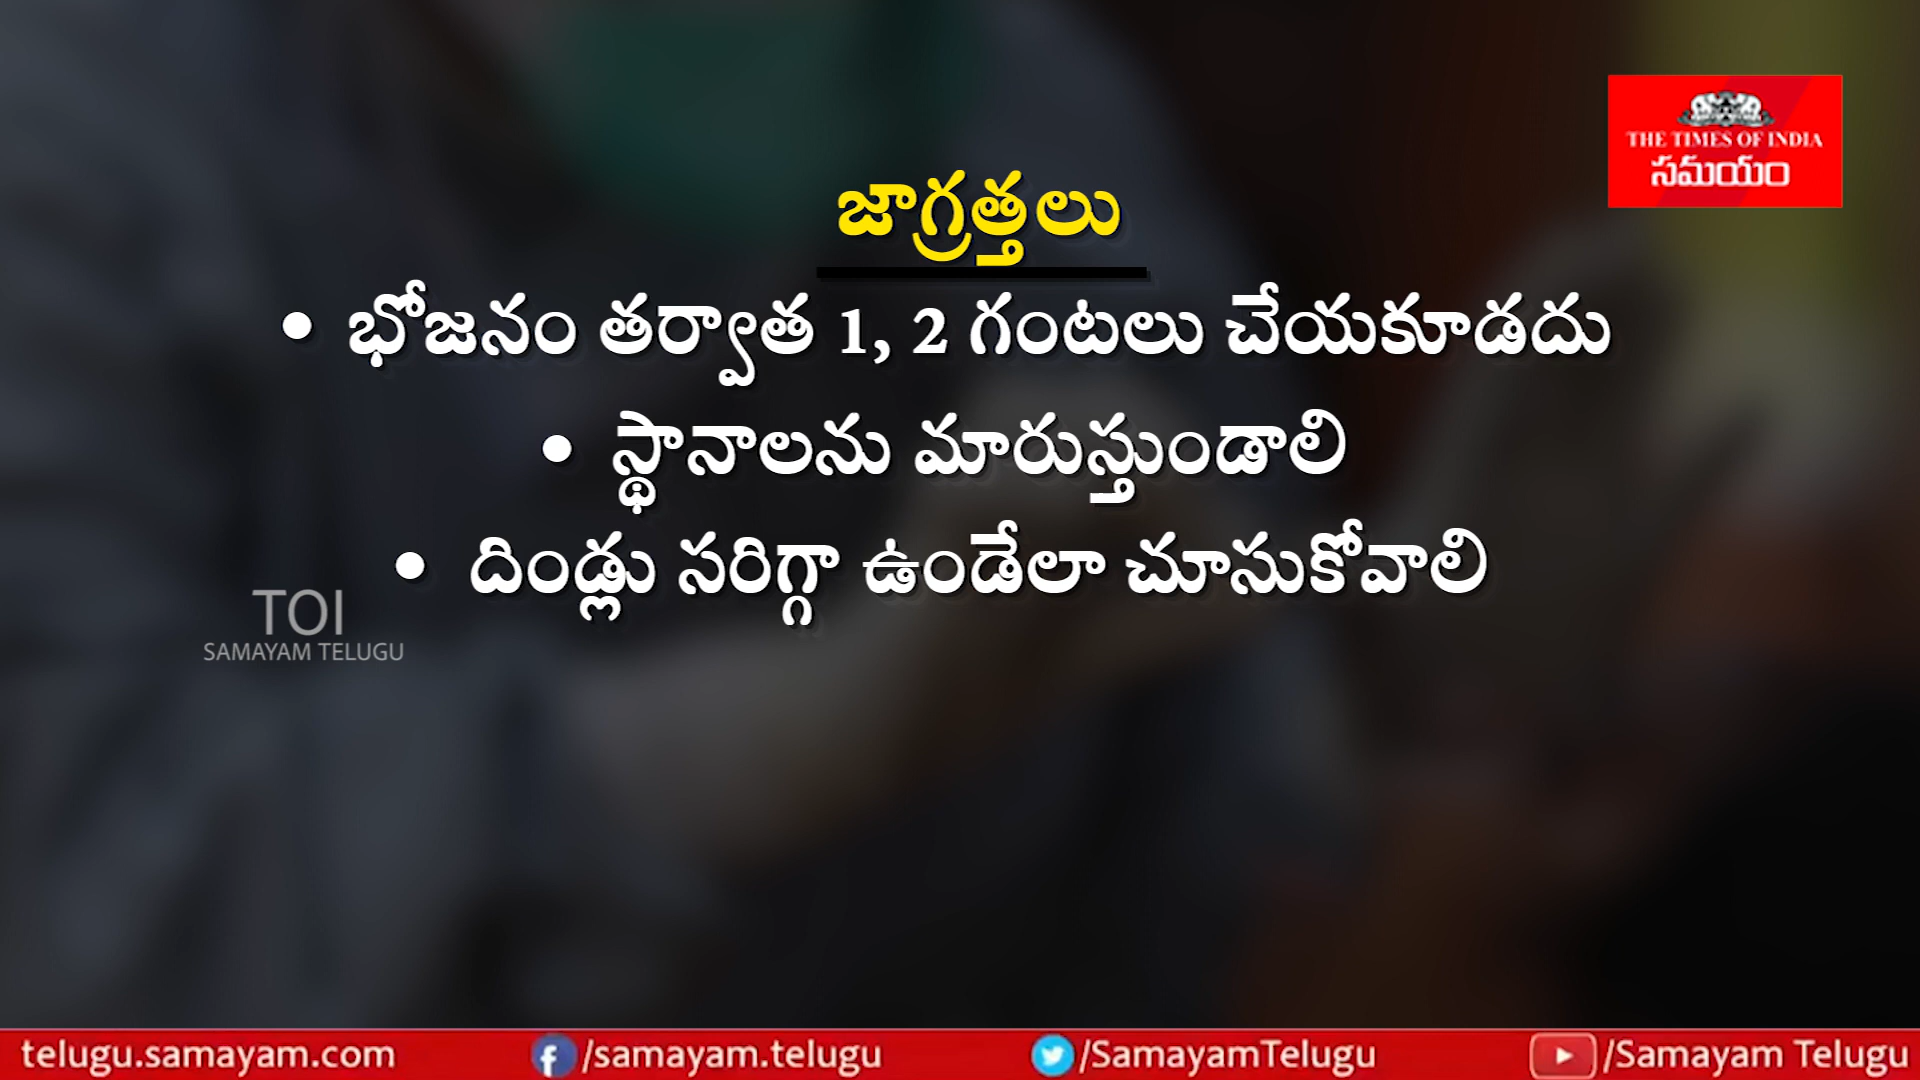 THE TIMES OF INDIA
సమయం
జాగ్రత్తలు
• భోజనం తర్వాత 1, 2 గంటలు చేయకూడదు
• స్థానాలను మారుస్తుండాలి
• దిండ్లు సరిగ్గా ఉండేలా చూసుకోవాలి
TOI
SAMAYAM TELUGU
telugu.samayam.com
/samayam.telugu
/SamayamTelugu
/Samayam Telugu